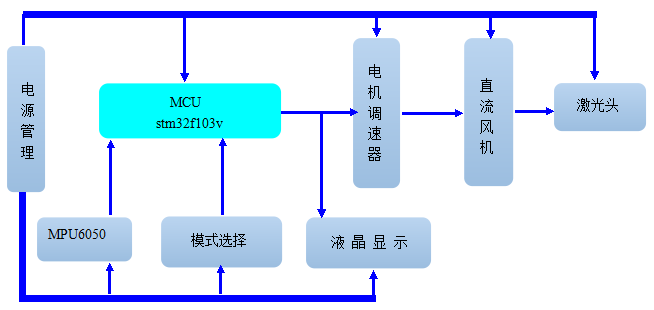 电源管理
MCU
stm32f103v
电机调速器
直流风机
激光头
MPU6050
模式选择
液晶显示